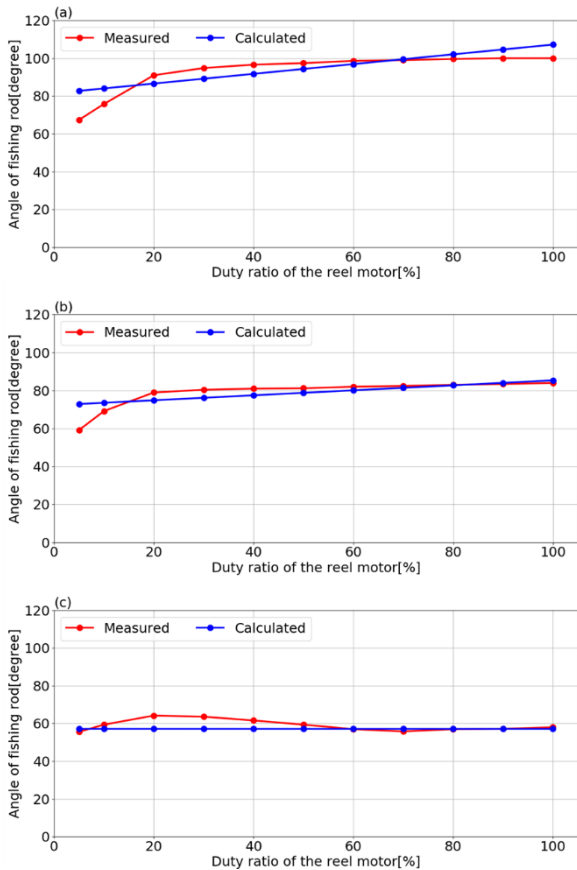 (a)
120
Measured Calculated
100
80
60
40
20
0
Angle of fishing rod[degree]
0 20 40 60 80 100
Duty ratio of the reel motor[%]
(b)
120
Measured Calculated
100
80
60
40
20
0
Angle of fishing rod[degree]
0 20 40 60 80 100
Duty ratio of the reel motor[%]
(c)
120
Measured Calculated
100
80
60
40
20
0
Angle of fishing rod[degree]
0 20 40 60 80 100
Duty ratio of the reel motor[%]